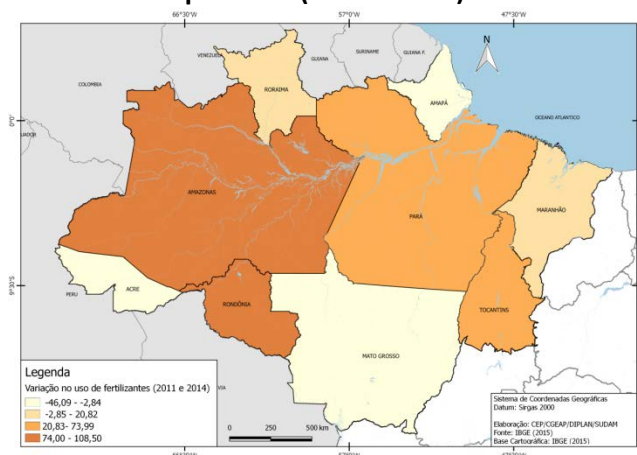 66°30'W 57°0'W 47°30'W
VENEZUELA
GUIANA
SURINAME
GUIANA F.
COLOMBIA
RORAIMA
AMAPÁ
OCEANO ATLANTICO
0°0'
AMAZONAS
PARÁ
MARANHÃO
9°30'S
PERU
ACRE
RONDÔNIA
TOCANTINS
MATO GROSSO
Legenda
Variação no uso de fertilizantes (2011 e 2014)
-46,09 - -2,84
-2,85 - 20,82
20,83- 73,99
74,00 - 108,50
0 250 500 km
Sistema de Coordenadas Geográficas
Datum: Sirgas 2000
Elaboração: CEP/CGEAP/DIPLAN/SUDAM
Fonte: IBGE (2015)
Base Cartográfica: IBGE (2015)